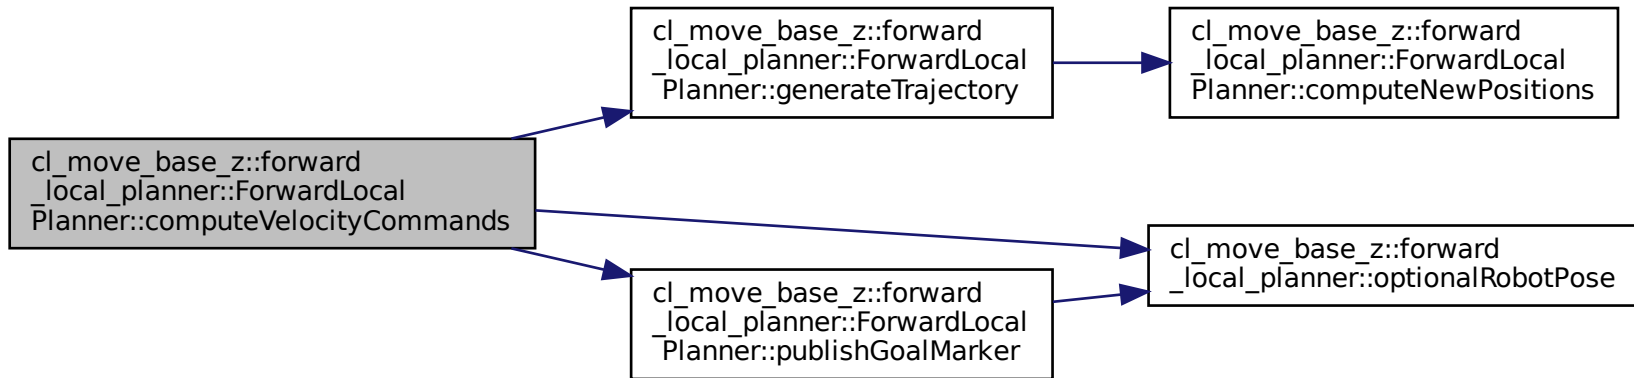 cl_move_base_z::forward
_local_planner::ForwardLocal
Planner::computeVelocityCommands
cl_move_base_z::forward
_local_planner::ForwardLocal
Planner::generateTrajectory
cl_move_base_z::forward
_local_planner::ForwardLocal
Planner::computeNewPositions
cl_move_base_z::forward
_local_planner::optionalRobotPose
cl_move_base_z::forward
_local_planner::ForwardLocal
Planner::publishGoalMarker